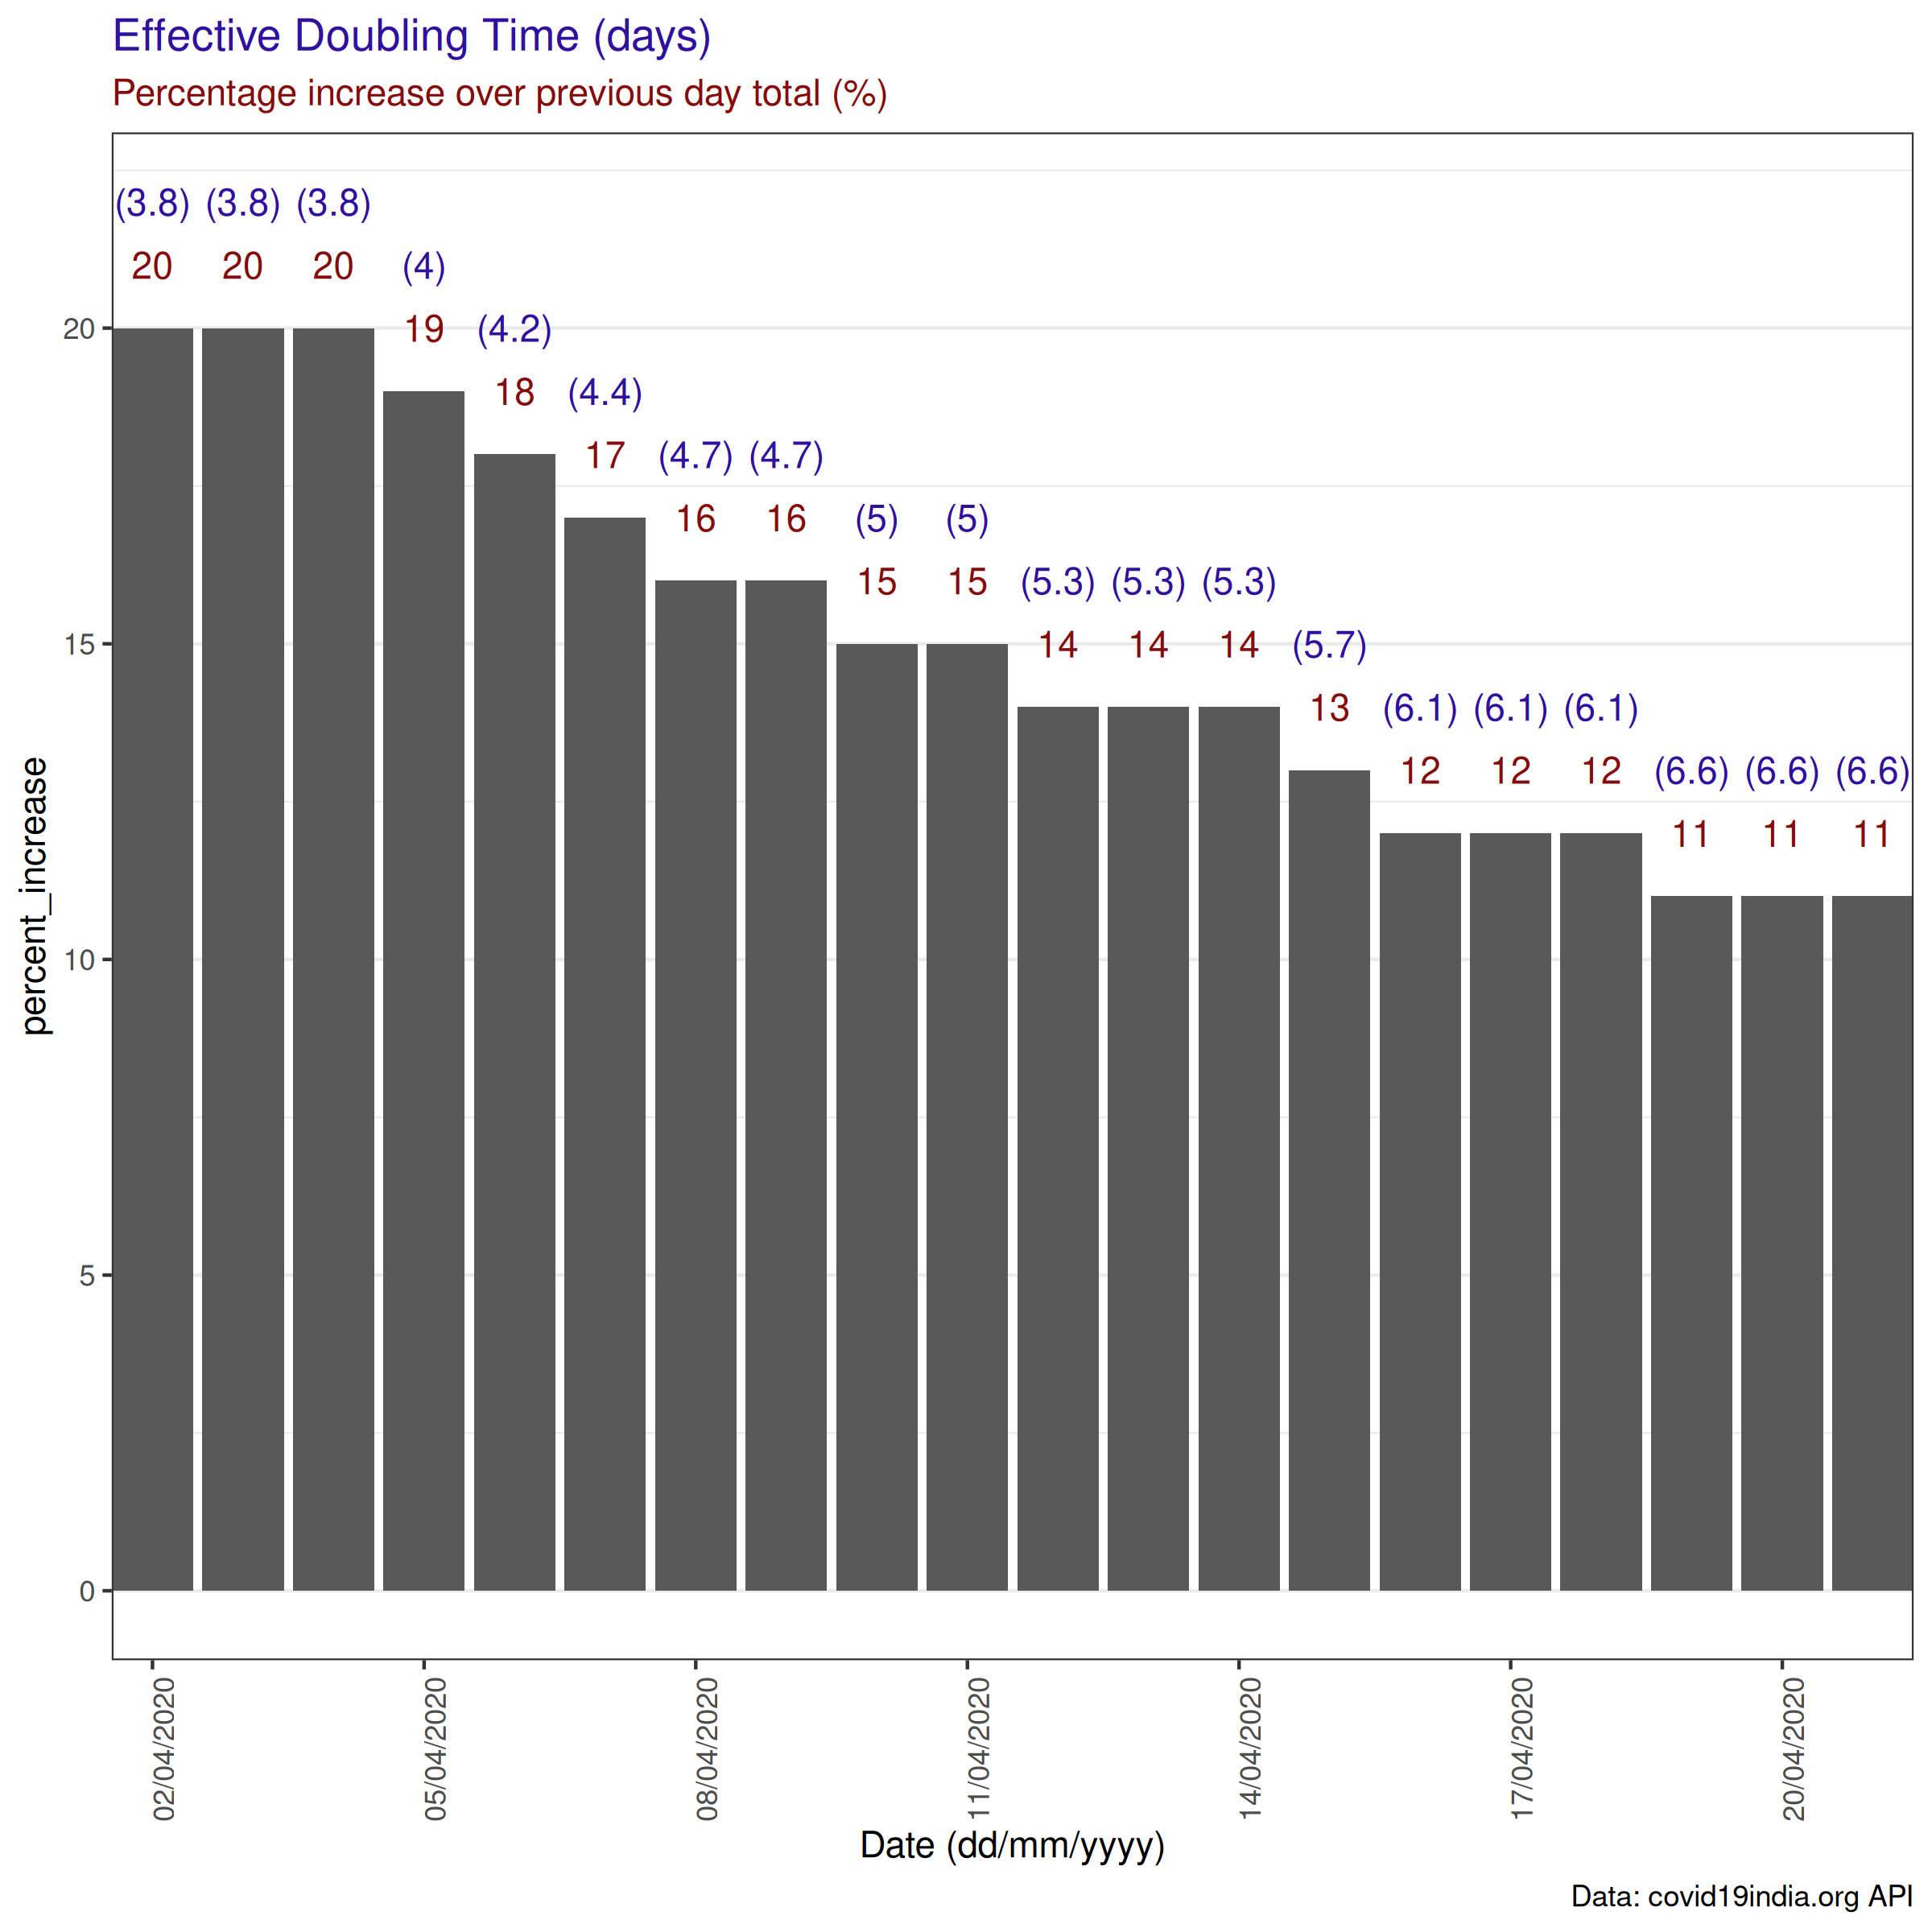 Effective Doubling Time (days)
Percentage increase over previous day total (%)
(3.8) (3.8) (3.8)
20 20 20 (4)
20 19 (4.2)
18 (4.4)
17 (4.7) (4.7)
16 16 (5) (5)
15 15 (5.3) (5.3) (5.3)
15 14 14 14 (5.7)
13 (6.1) (6.1) (6.1)
12 12 12 (6.6) (6.6) (6.6)
11 11 11
10
5
0
percent_increase
02/04/2020
05/04/2020
08/04/2020
11/04/2020
14/04/2020
17/04/2020
20/04/2020
Date (dd/mm/yyyy)
Data: covid19india.org API